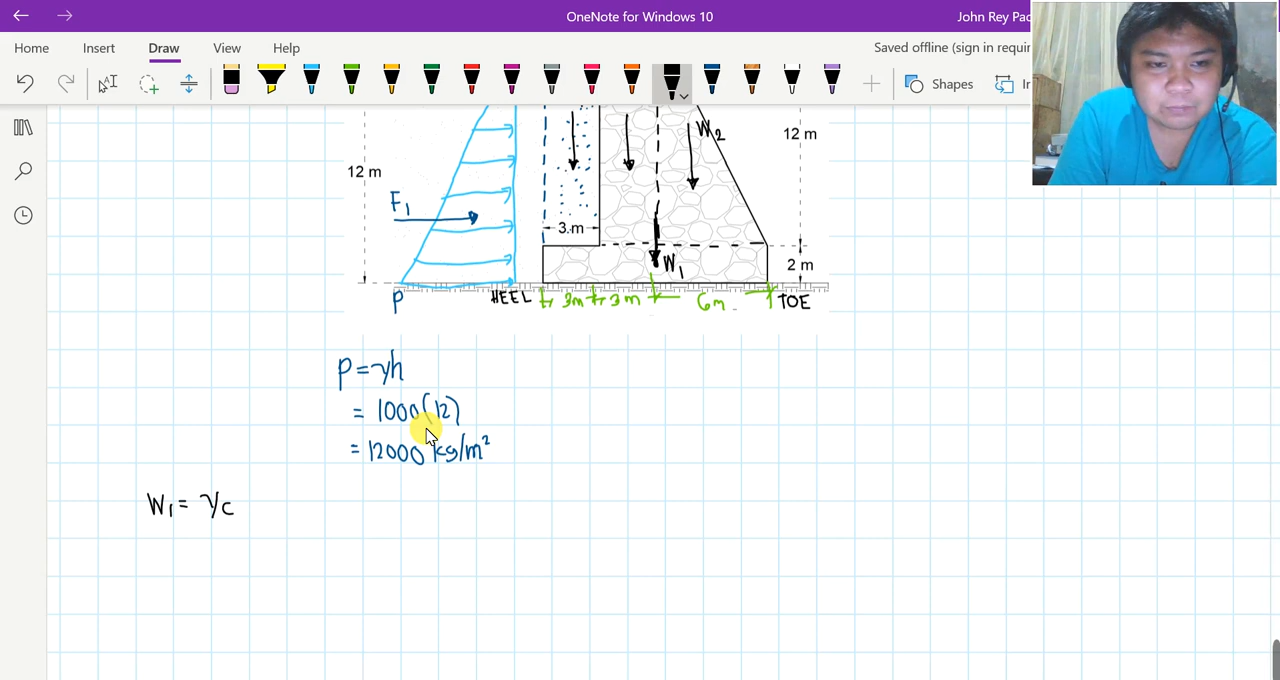 OneNote for Windows 10
John Rey Pac
Home Insert Draw View Help
Saved offline (sign in requir
Shapes
In
12 m
W₂
12 m
F₁
3 m
W₁
2 m
P
HEEL
3m
3m
6m
TOE
P = γh
= 1000(12)
= 12000 kg/m²
W₁ = γc